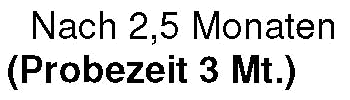 Nach 2,5 Monaten
(Probezeit 3 Mt.)